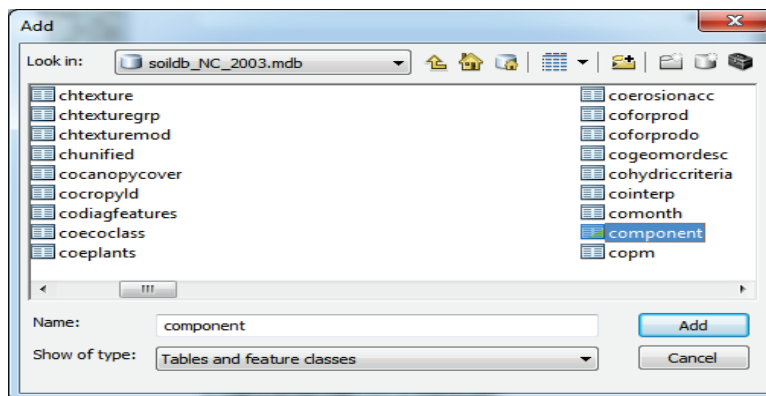 Add
Look in: soildb_NC_2003.mdb
chtexture
chtexturegrp
chtexturemod
chunified
cocanopycover
cocropyld
codiagfeatures
coecoclass
coeplants
coerosionacc
coforprod
coforprodo
cogeomordesc
cohydriccriteria
cointerp
comonth
component
copm
Name: component Add
Show of type: Tables and feature classes Cancel